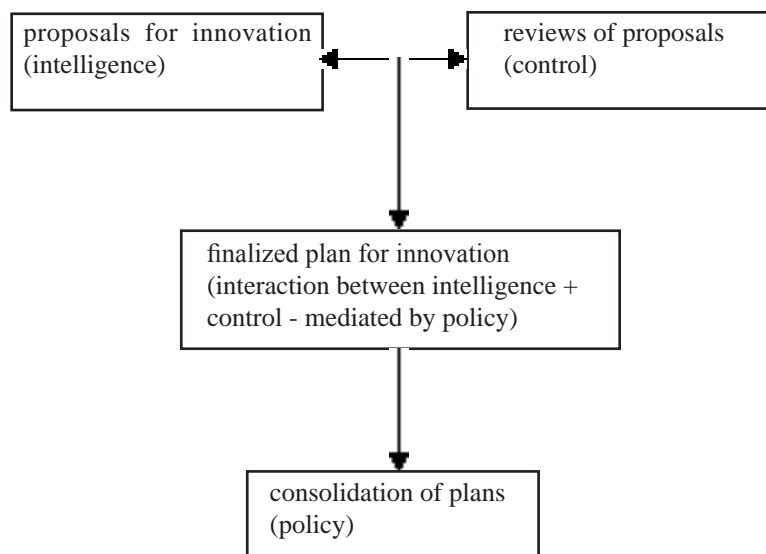 proposals for innovation
(intelligence)
reviews of proposals
(control)
finalized plan for innovation
(interaction between intelligence +
control - mediated by policy)
consolidation of plans
(policy)